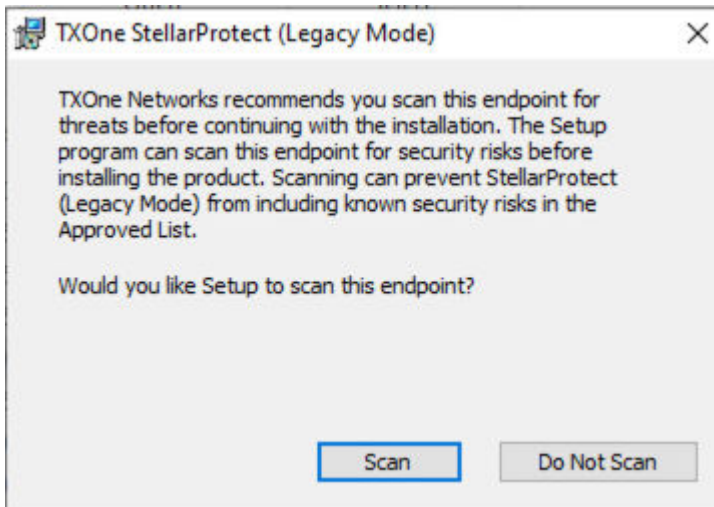 TXOne StellarProtect (Legacy Mode)
TXOne Networks recommends you scan this endpoint for
threats before continuing with the installation. The Setup
program can scan this endpoint for security risks before
installing the product. Scanning can prevent StellarProtect
(Legacy Mode) from including known security risks in the
Approved List.
Would you like Setup to scan this endpoint?
Scan
Do Not Scan